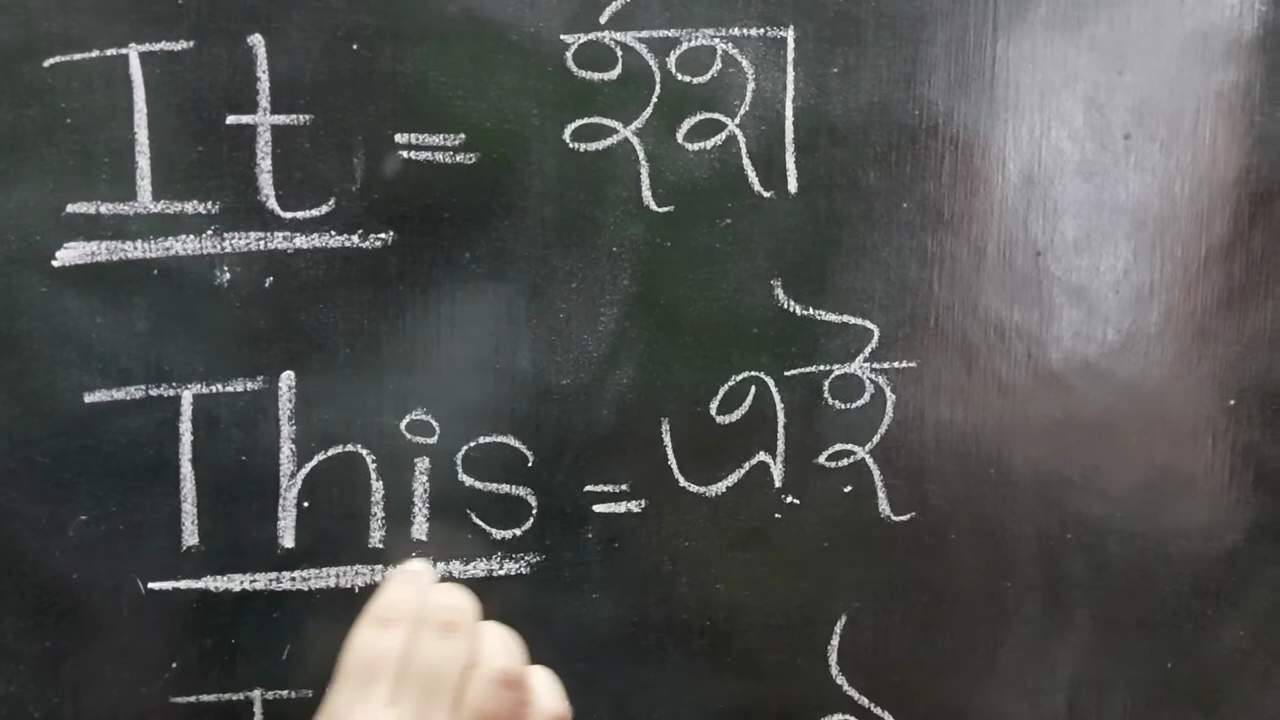 It = ইহা
This = এই